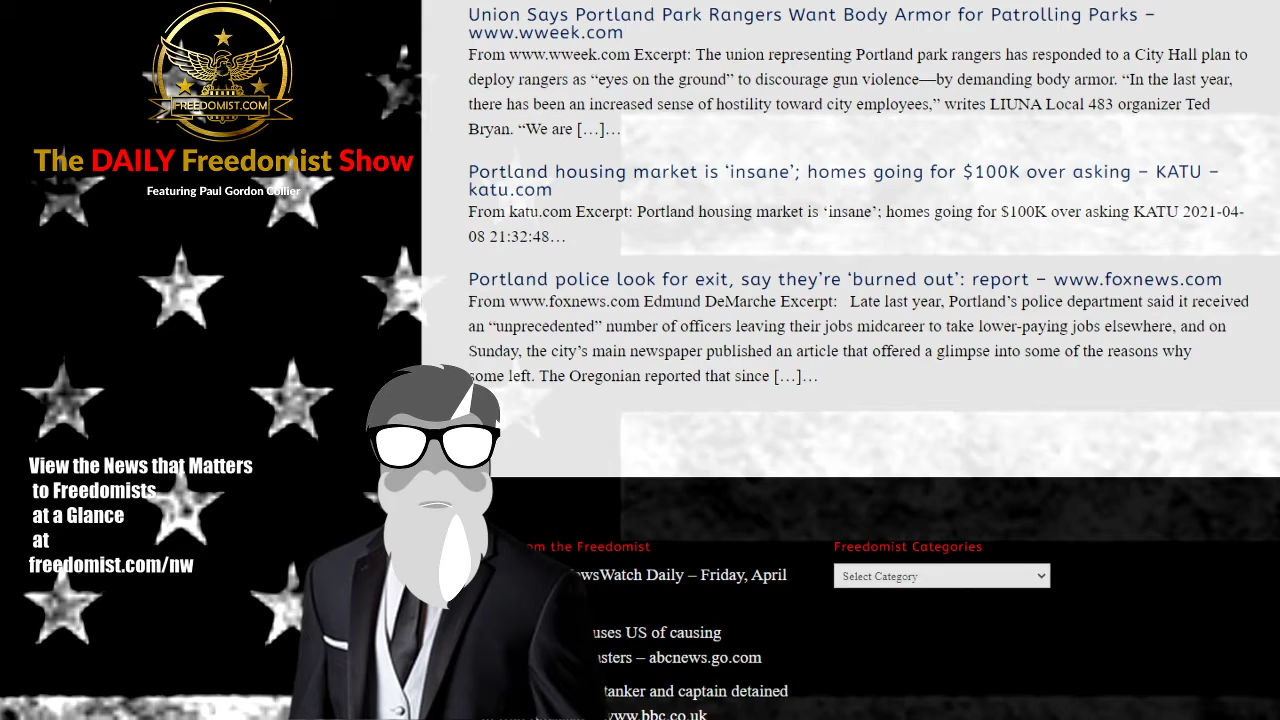 FREEDOMIST.COM
The DAILY Freedomist Show
Featuring Paul Gordon Collier
View the News that Matters
to Freedomists
at a Glance
at
freedomist.com/nw
Union Says Portland Park Rangers Want Body Armor for Patrolling Parks –
www.wweek.com
From www.wweek.com Excerpt: The union representing Portland park rangers has responded to a City Hall plan to
deploy rangers as “eyes on the ground” to discourage gun violence—by demanding body armor. “In the last year,
there has been an increased sense of hostility toward city employees,” writes LIUNA Local 483 organizer Ted
Bryan. “We are […]…
Portland housing market is ‘insane’; homes going for $100K over asking – KATU –
katu.com
From katu.com Excerpt: Portland housing market is ‘insane’; homes going for $100K over asking KATU 2021-04-
08 21:32:48…
Portland police look for exit, say they’re ‘burned out’: report – www.foxnews.com
From www.foxnews.com Edmund DeMarche Excerpt: Late last year, Portland’s police department said it received
an “unprecedented” number of officers leaving their jobs midcareer to take lower-paying jobs elsewhere, and on
Sunday, the city’s main newspaper published an article that offered a glimpse into some of the reasons why
some left. The Oregonian reported that since […]…
om the Freedomist
wsWatch Daily – Friday, April
uses US of causing
sters – abcnews.go.com
tanker and captain detained
www.bbc.co.uk
Freedomist Categories
Select Category